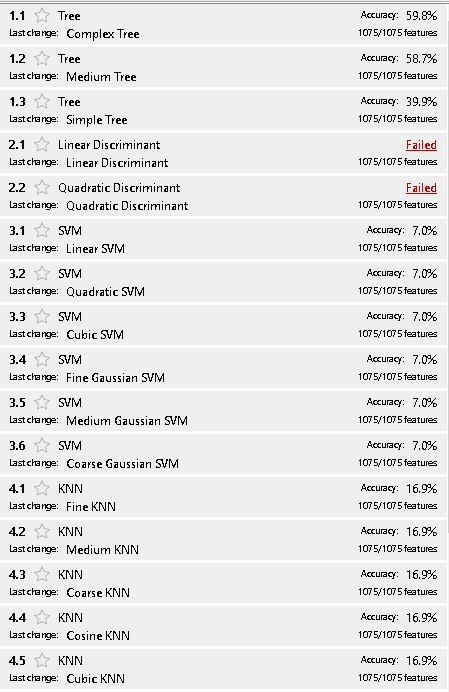 1.1 Tree Accuracy: 59.8%
Last change: Complex Tree 1075/1075 features
1.2 Tree Accuracy: 58.7%
Last change: Medium Tree 1075/1075 features
1.3 Tree Accuracy: 39.9%
Last change: Simple Tree 1075/1075 features
2.1 Linear Discriminant Failed
Last change: Linear Discriminant 1075/1075 features
2.2 Quadratic Discriminant Failed
Last change: Quadratic Discriminant 1075/1075 features
3.1 SVM Accuracy: 7.0%
Last change: Linear SVM 1075/1075 features
3.2 SVM Accuracy: 7.0%
Last change: Quadratic SVM 1075/1075 features
3.3 SVM Accuracy: 7.0%
Last change: Cubic SVM 1075/1075 features
3.4 SVM Accuracy: 7.0%
Last change: Fine Gaussian SVM 1075/1075 features
3.5 SVM Accuracy: 7.0%
Last change: Medium Gaussian SVM 1075/1075 features
3.6 SVM Accuracy: 7.0%
Last change: Coarse Gaussian SVM 1075/1075 features
4.1 KNN Accuracy: 16.9%
Last change: Fine KNN 1075/1075 features
4.2 KNN Accuracy: 16.9%
Last change: Medium KNN 1075/1075 features
4.3 KNN Accuracy: 16.9%
Last change: Coarse KNN 1075/1075 features
4.4 KNN Accuracy: 16.9%
Last change: Cosine KNN 1075/1075 features
4.5 KNN Accuracy: 16.9%
Last change: Cubic KNN 1075/1075 features